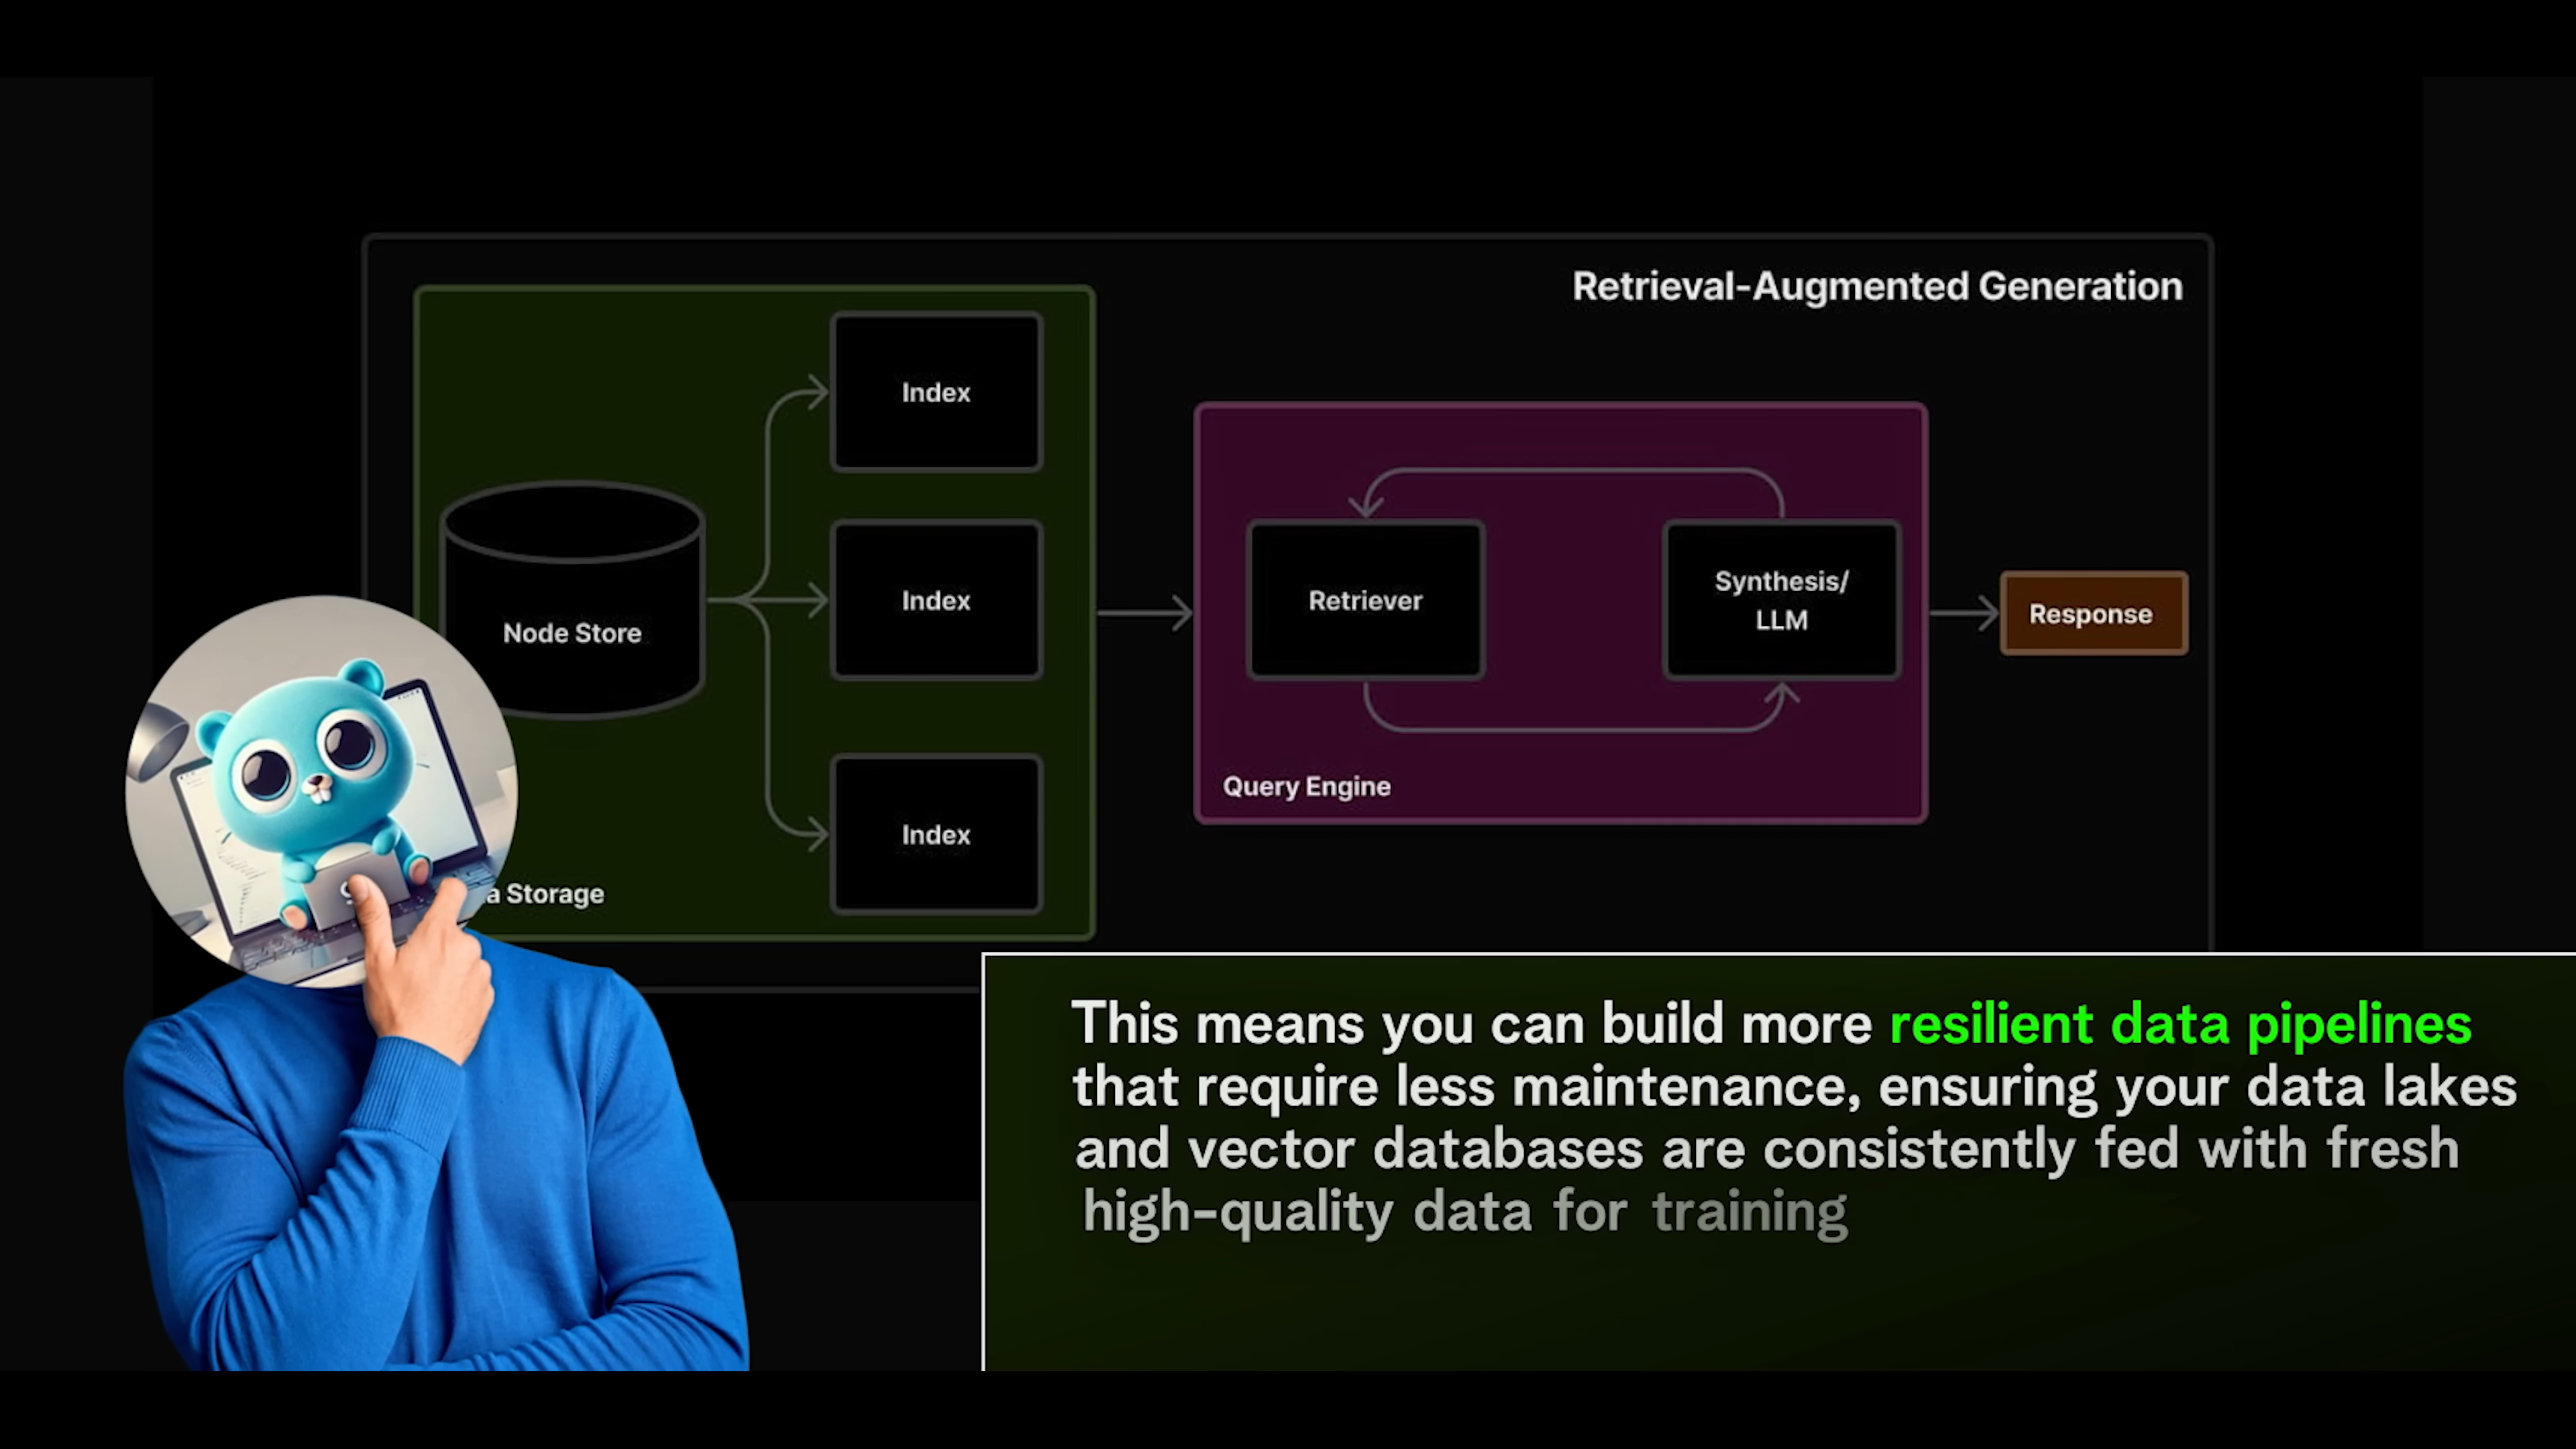 Retrieval-Augmented Generation
Index
Index
Index
Node Store
a Storage
Retriever
Synthesis/
LLM
Query Engine
Response
This means you can build more resilient data pipelines
that require less maintenance, ensuring your data lakes
and vector databases are consistently fed with fresh
high-quality data for training